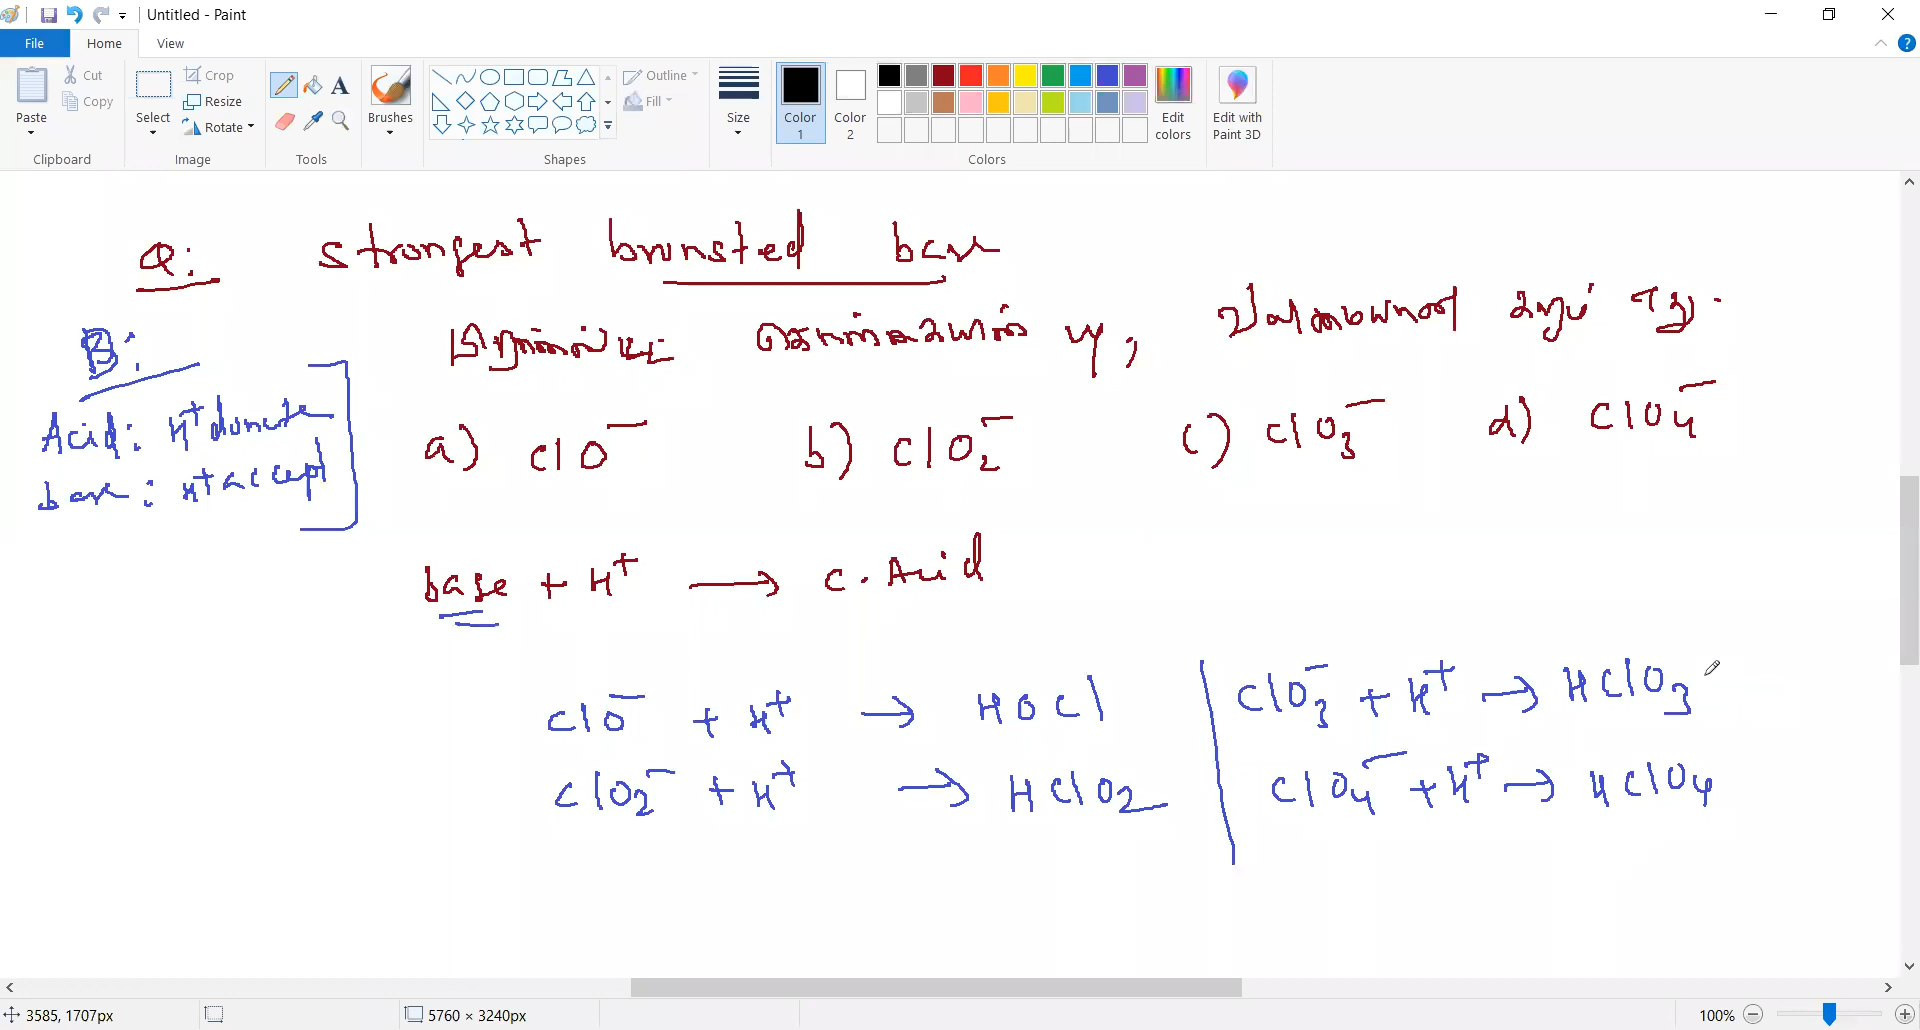 Untitled - Paint
File Home View
Paste Cut Copy Clipboard
Select Crop Resize Rotate Image
Tools
Brushes
Outline Fill Shapes
Size
Color 1 Color 2 Colors
Edit colors
Edit with Paint 3D
Q: strongest bronsted base
B:
Acid: H⁺ donate
base: H⁺ accept
a) ClO⁻ b) ClO₂⁻ c) ClO₃⁻ d) ClO₄⁻
base + H⁺ → C. Acid
ClO⁻ + H⁺ → HOCl
ClO₂⁻ + H⁺ → HClO₂
ClO₃⁻ + H⁺ → HClO₃
ClO₄⁻ + H⁺ → HClO₄
3585, 1707px 5760 × 3240px 100%